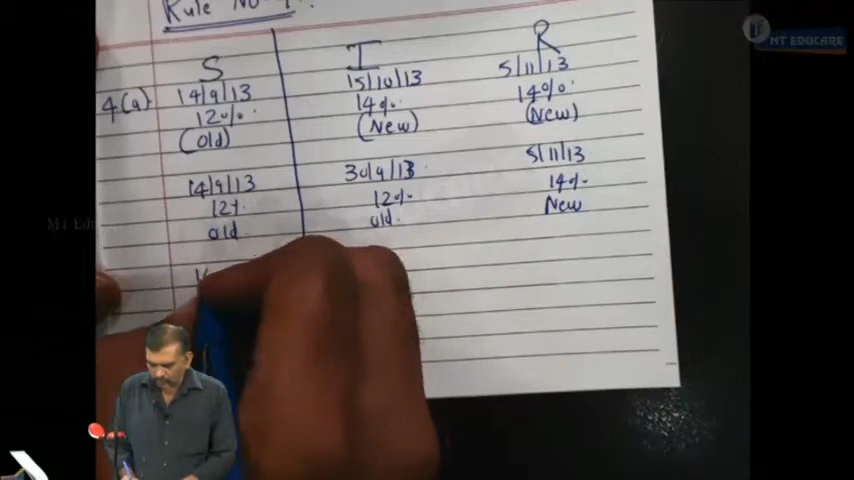 Rule No
MT EDUCARE
S I R
4(a) 14/9/13 15/10/13 5/11/13
12% 14% 14%
(Old) (New) (New)
14/9/13 30/9/13 5/11/13
12% 12% 14%
old old New